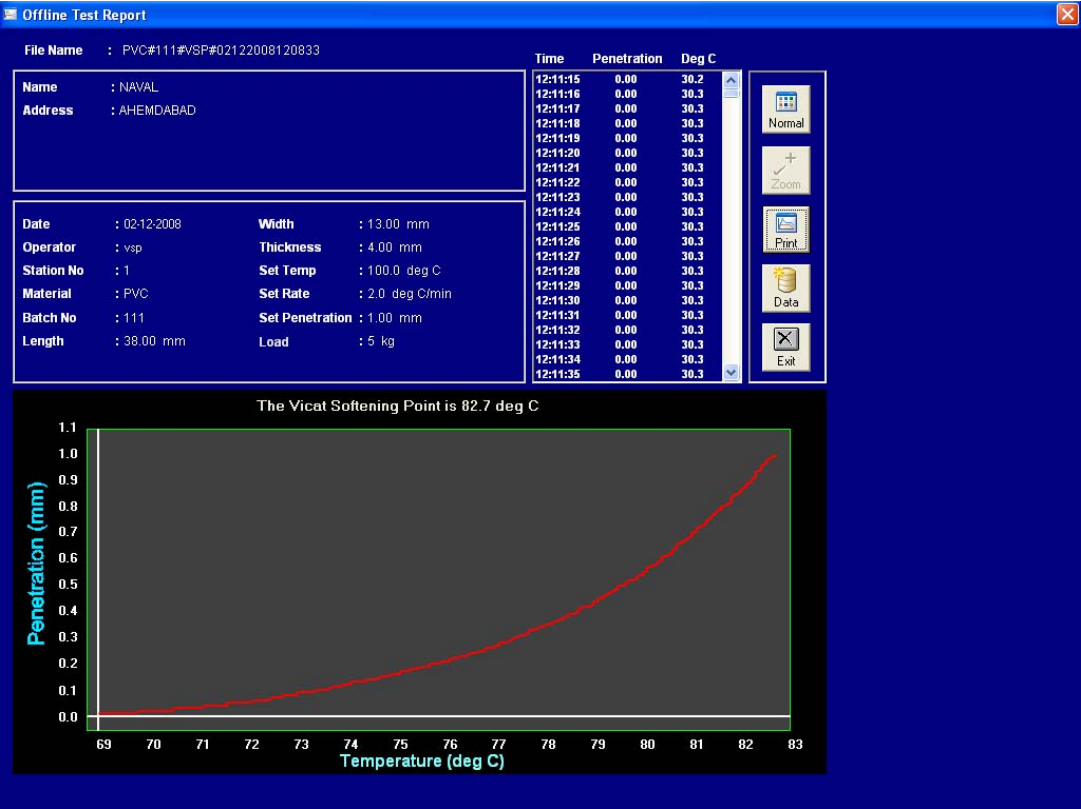 Offline Test Report
File Name : PVC#111#VSP#02122008120833
Name : NAVAL
Address : AHEMDABAD
Date : 02-12-2008 Width : 13.00 mm
Operator : vsp Thickness : 4.00 mm
Station No : 1 Set Temp : 100.0 deg C
Material : PVC Set Rate : 2.0 deg C/min
Batch No : 111 Set Penetration : 1.00 mm
Length : 38.00 mm Load : 5 kg
Time Penetration Deg C
12:11:15 0.00 30.2
12:11:16 0.00 30.3
12:11:17 0.00 30.3
12:11:18 0.00 30.3
12:11:19 0.00 30.3
12:11:20 0.00 30.3
12:11:21 0.00 30.3
12:11:22 0.00 30.3
12:11:23 0.00 30.3
12:11:24 0.00 30.3
12:11:25 0.00 30.3
12:11:26 0.00 30.3
12:11:27 0.00 30.3
12:11:28 0.00 30.3
12:11:29 0.00 30.3
12:11:30 0.00 30.3
12:11:31 0.00 30.3
12:11:32 0.00 30.3
12:11:33 0.00 30.3
12:11:34 0.00 30.3
12:11:35 0.00 30.3
Normal
Zoom
Print
Data
Exit
The Vicat Softening Point is 82.7 deg C
Penetration (mm)
1.1
1.0
0.9
0.8
0.7
0.6
0.5
0.4
0.3
0.2
0.1
0.0
69 70 71 72 73 74 75 76 77 78 79 80 81 82 83
Temperature (deg C)